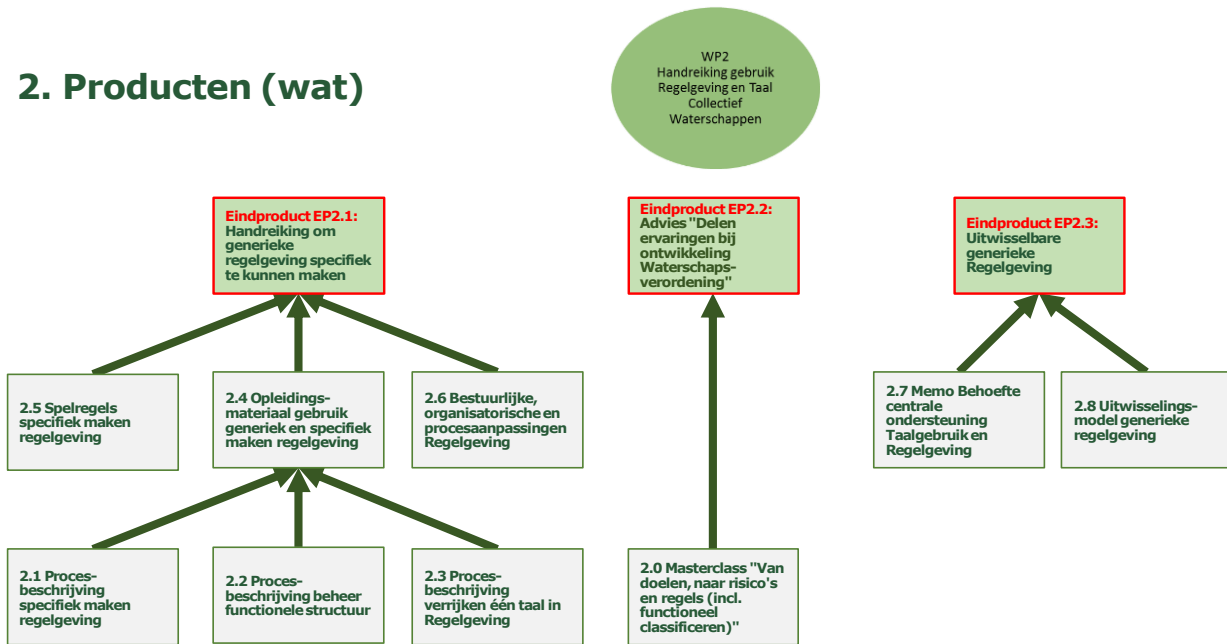 2. Producten (wat)
WP2
Handreiking gebruik
Regelgeving en Taal
Collectief
Waterschappen
Eindproduct EP2.1:
Handreiking om
generieke
regelgeving specifiek
te kunnen maken
Eindproduct EP2.2:
Advies "Delen
ervaringen bij
ontwikkeling
Waterschaps-
verordening"
Eindproduct EP2.3:
Uitwisselbare
generieke
Regelgeving
2.5 Spelregels
specifiek maken
regelgeving
2.4 Opleidings-
materiaal gebruik
generiek en specifiek
maken regelgeving
2.6 Bestuurlijke,
organisatorische en
procesaanpassingen
Regelgeving
2.7 Memo Behoefte
centrale
ondersteuning
Taalgebruik en
Regelgeving
2.8 Uitwisselings-
model generieke
regelgeving
2.1 Proces-
beschrijving
specifiek maken
regelgeving
2.2 Proces-
beschrijving beheer
functionele structuur
2.3 Proces-
beschrijving
verrijken één taal in
Regelgeving
2.0 Masterclass "Van
doelen, naar risico's
en regels (incl.
functioneel
classificeren)"